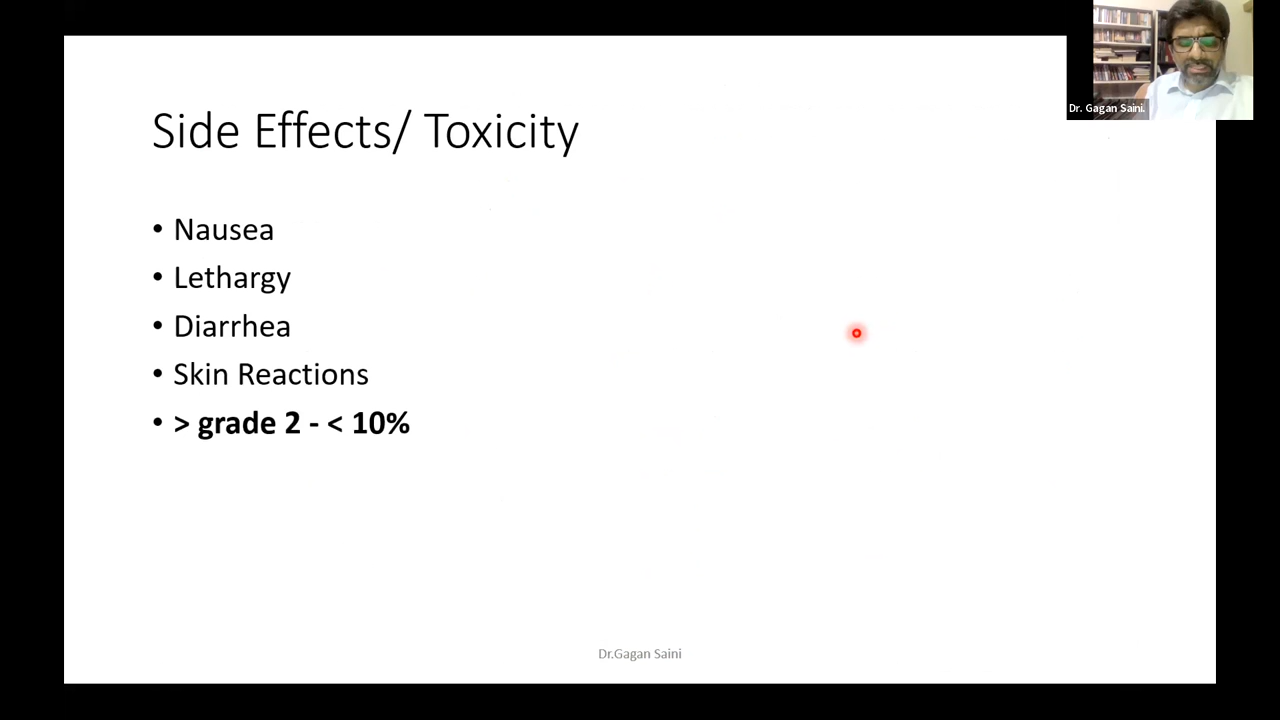 Dr. Gagan Saini.
Side Effects/ Toxicity
• Nausea
• Lethargy
• Diarrhea
• Skin Reactions
• > grade 2 - < 10%
Dr.Gagan Saini